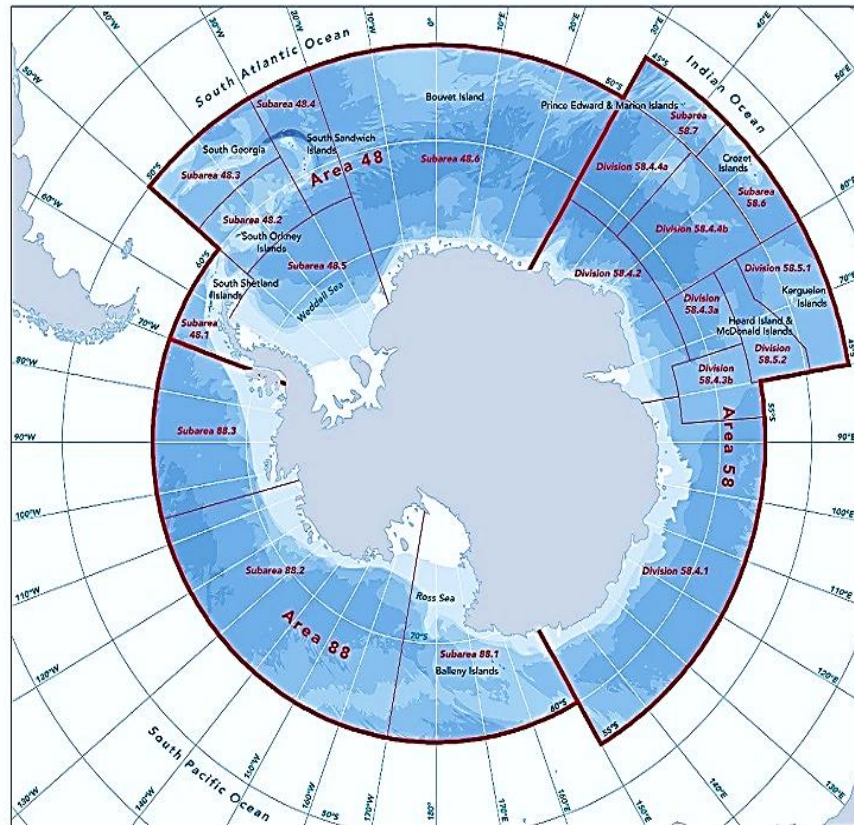 50°W
40°W
30°W
20°W
10°W
0°
10°E
20°E
30°E
40°E
50°E
60°E
70°E
80°E
90°E
100°E
110°E
120°E
130°E
140°E
150°E
160°E
170°E
180°
170°W
160°W
150°W
140°W
130°W
120°W
110°W
100°W
90°W
80°W
70°W
60°W
South Atlantic Ocean
Indian Ocean
South Pacific Ocean
45°S
50°S
50°S
60°S
45°S
55°S
55°S
60°S
50°S
70°S
Area 48
Subarea 48.4
Bouvet Island
South Georgia
South Sandwich
Islands
Subarea 48.3
Subarea 48.6
Subarea 48.2
South Orkney
Islands
Subarea 48.5
Weddell Sea
South Shetland
Islands
Subarea
48.1
Prince Edward & Marion Islands
Subarea
58.7
Crozet
Islands
Division 58.4.4a
Subarea
58.6
Division 58.4.4b
Division 58.4.2
Division 58.5.1
Kerguelen
Islands
Division
58.4.3a
Heard Island &
McDonald Islands
Division
58.5.2
Division
58.4.3b
Area 58
Division 58.4.1
Subarea 88.3
Subarea 88.2
Area 88
Ross Sea
Subarea 88.1
Balleny Islands